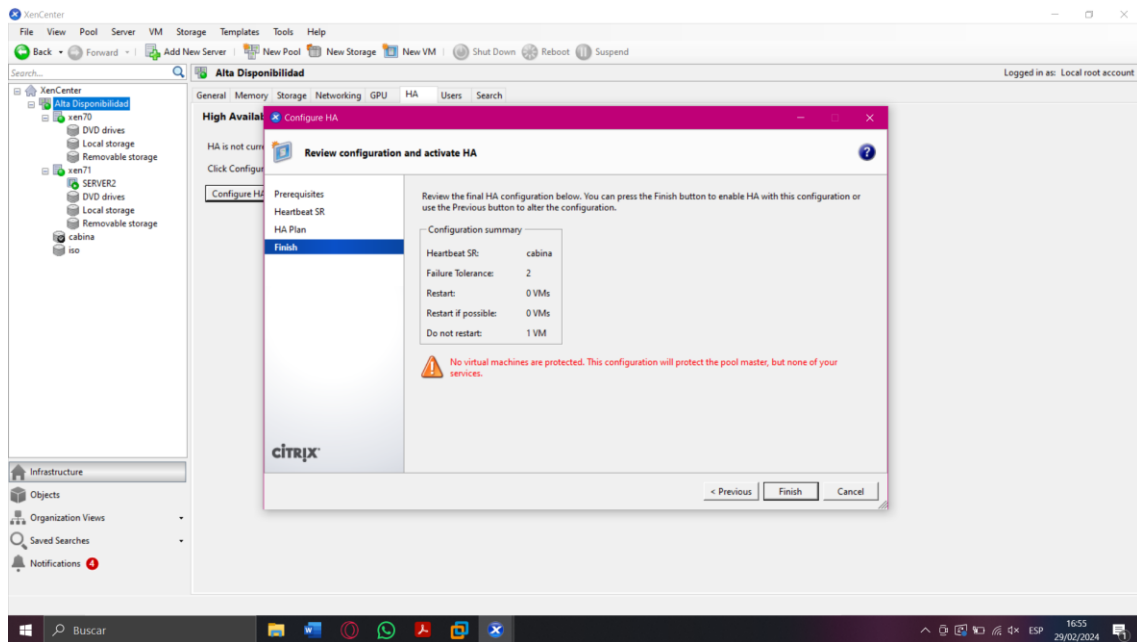 XenCenter
File View Pool Server VM Storage Templates Tools Help
Back Forward Add New Server New Pool New Storage New VM Shut Down Reboot Suspend
Search...
Alta Disponibilidad
Logged in as: Local root account
XenCenter
Alta Disponibilidad
xen70
DVD drives
Local storage
Removable storage
xen71
SERVER2
DVD drives
Local storage
Removable storage
cabina
iso
General Memory Storage Networking GPU HA Users Search
High Availab
HA is not curr
Click Configur
Configure HA
Configure HA
Review configuration and activate HA
Prerequisites
Heartbeat SR
HA Plan
Finish
Review the final HA configuration below. You can press the Finish button to enable HA with this configuration or
use the Previous button to alter the configuration.
Configuration summary
Heartbeat SR: cabina
Failure Tolerance: 2
Restart: 0 VMs
Restart if possible: 0 VMs
Do not restart: 1 VM
No virtual machines are protected. This configuration will protect the pool master, but none of your
services.
CITRIX
< Previous Finish Cancel
Infrastructure
Objects
Organization Views
Saved Searches
Notifications 4
Buscar
ESP
16:55
29/02/2024